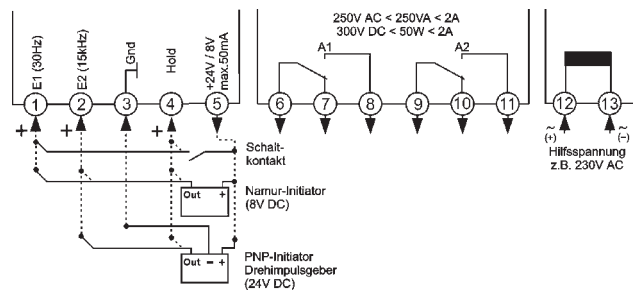 250V AC < 250VA < 2A
300V DC < 50W < 2A
E1 (30Hz)
E2 (15kHz)
Gnd
Hold
+24V / 8V
max.50mA
A1
A2
1
2
3
4
5
6
7
8
9
10
11
12
13
+
+
+
~
(+)
~
(−)
Hilfsspannung
z.B. 230V AC
Schalt-
kontakt
Out +
Namur-Initiator
(8V DC)
Out − +
PNP-Initiator
Drehimpulsgeber
(24V DC)